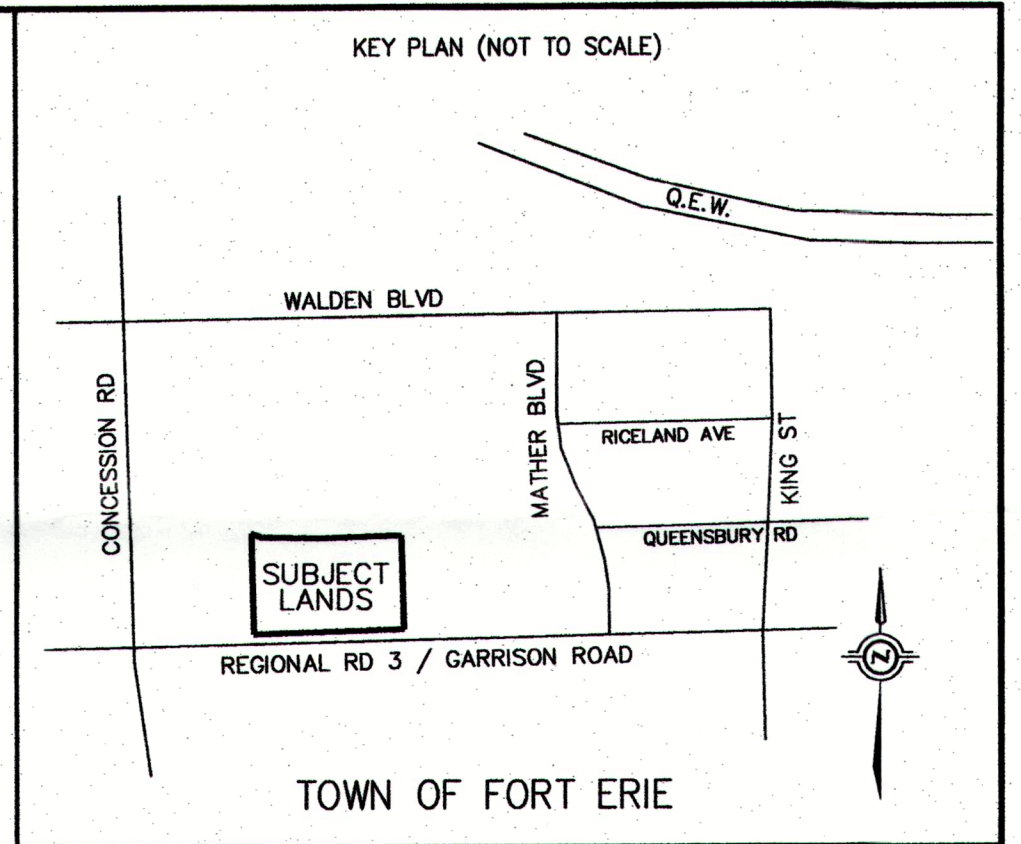 KEY PLAN (NOT TO SCALE)
Q.E.W.
WALDEN BLVD
CONCESSION RD
MATHER BLVD
RICELAND AVE
KING ST
QUEENSBURY RD
SUBJECT
LANDS
REGIONAL RD 3 / GARRISON ROAD
N
TOWN OF FORT ERIE